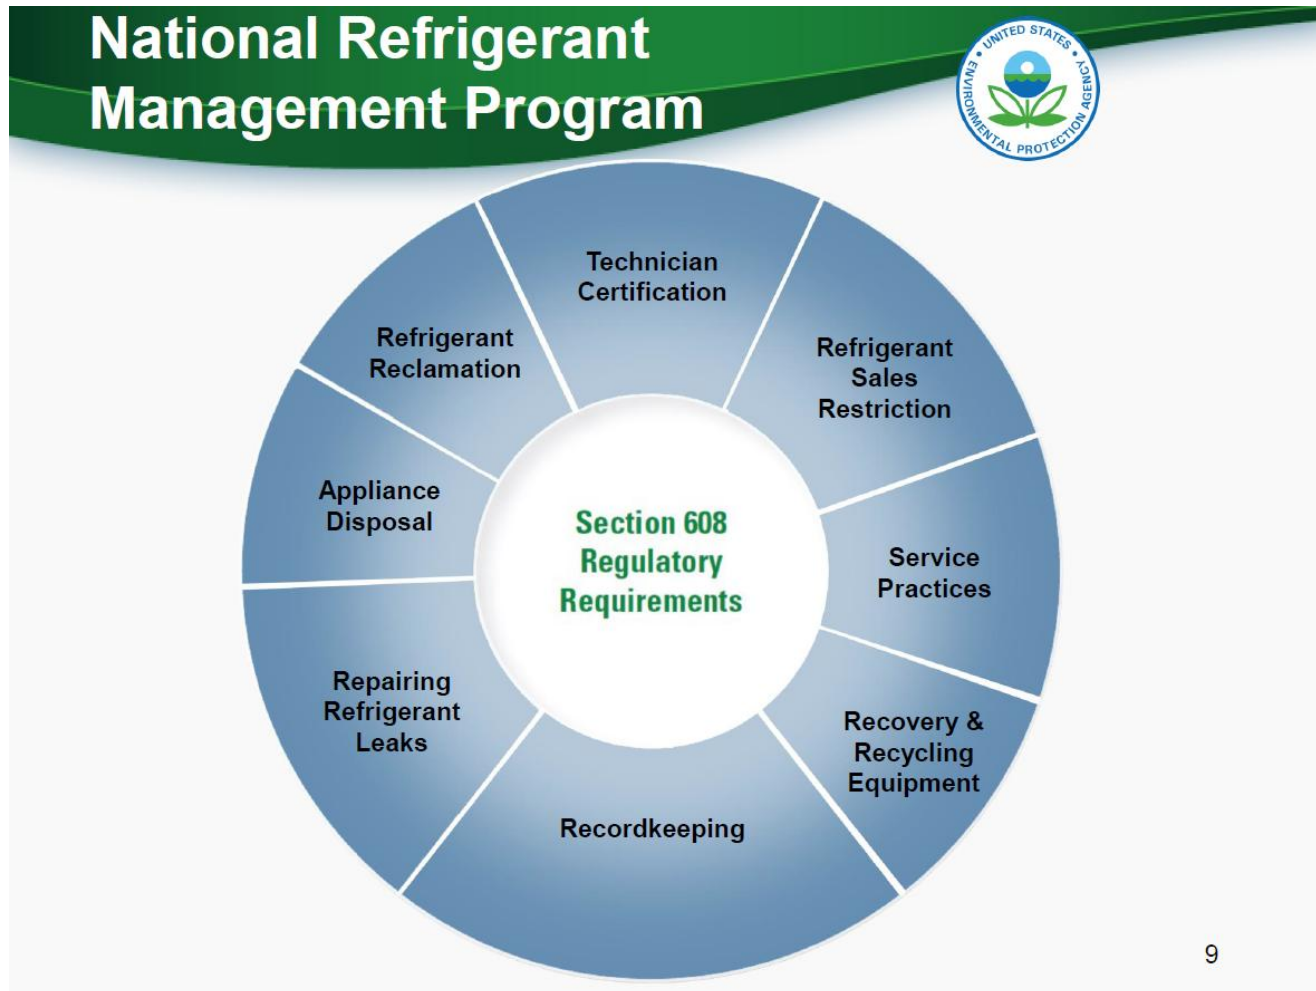 National Refrigerant
Management Program
UNITED STATES
ENVIRONMENTAL PROTECTION AGENCY
Technician
Certification
Refrigerant
Sales
Restriction
Service
Practices
Recovery &
Recycling
Equipment
Recordkeeping
Repairing
Refrigerant
Leaks
Appliance
Disposal
Refrigerant
Reclamation
Section 608
Regulatory
Requirements
9